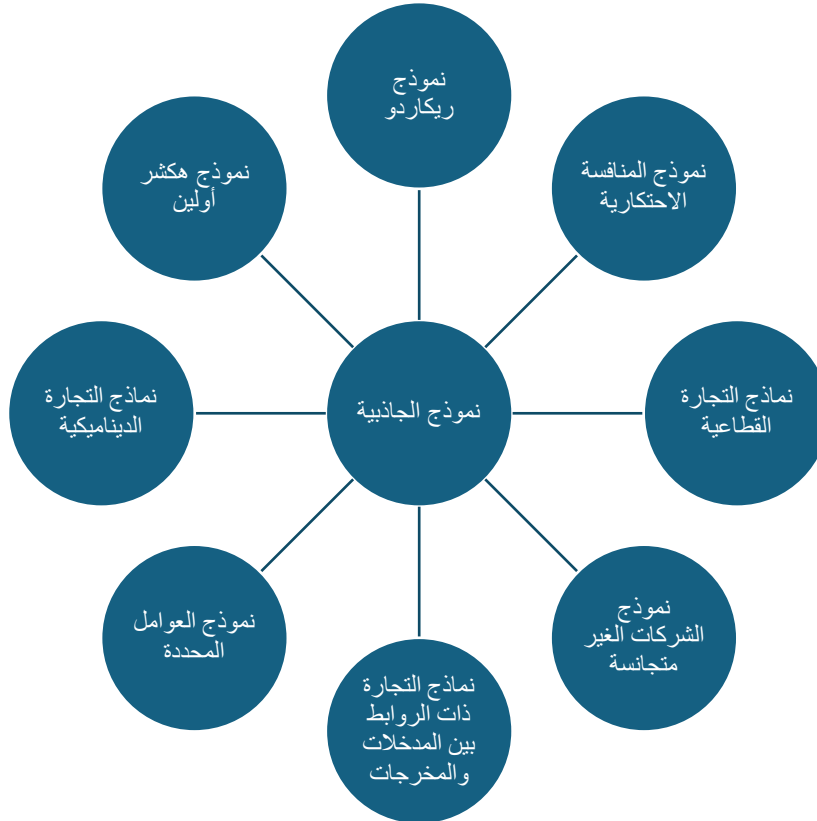 نموذج
ريكاردو
نموذج المنافسة
الاحتكارية
نماذج التجارة
القطاعية
نموذج
الشركات الغير
متجانسة
نماذج التجارة
ذات الروابط
بين المدخلات
والمخرجات
نموذج العوامل
المحددة
نماذج التجارة
الديناميكية
نموذج هكشر
أولين
نموذج الجاذبية